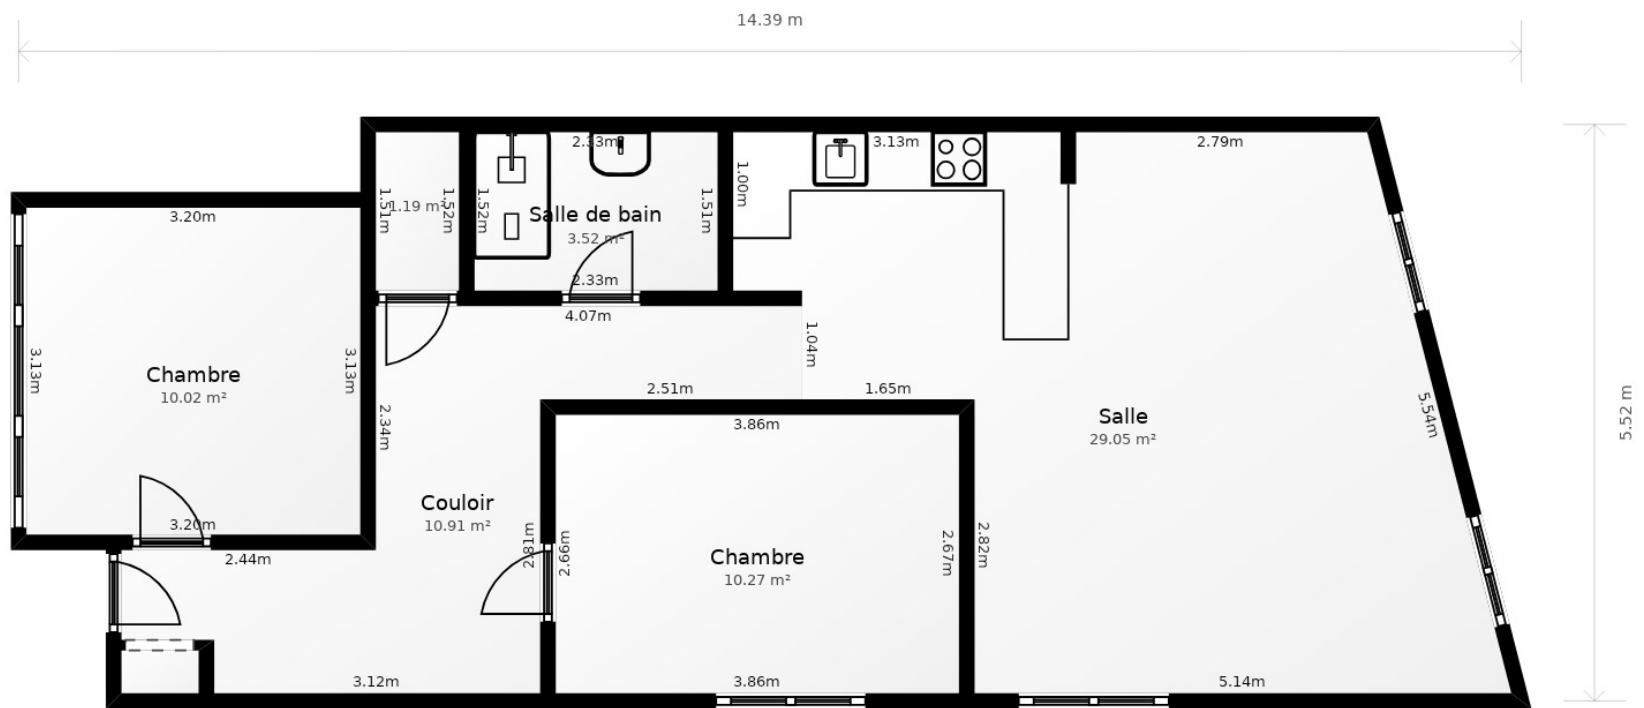 14.39 m
2.33m
3.13m
2.79m
1.51m
1.19 m²
1.52m
1.52m
Salle de bain
3.52 m²
1.51m
1.00m
3.20m
2.33m
4.07m
3.13m
Chambre
10.02 m²
3.13m
2.34m
2.51m
1.04m
1.65m
5.54m
5.52 m
3.86m
Salle
29.05 m²
Couloir
10.91 m²
3.20m
2.44m
2.81m
2.66m
Chambre
10.27 m²
2.67m
2.82m
3.12m
3.86m
5.14m